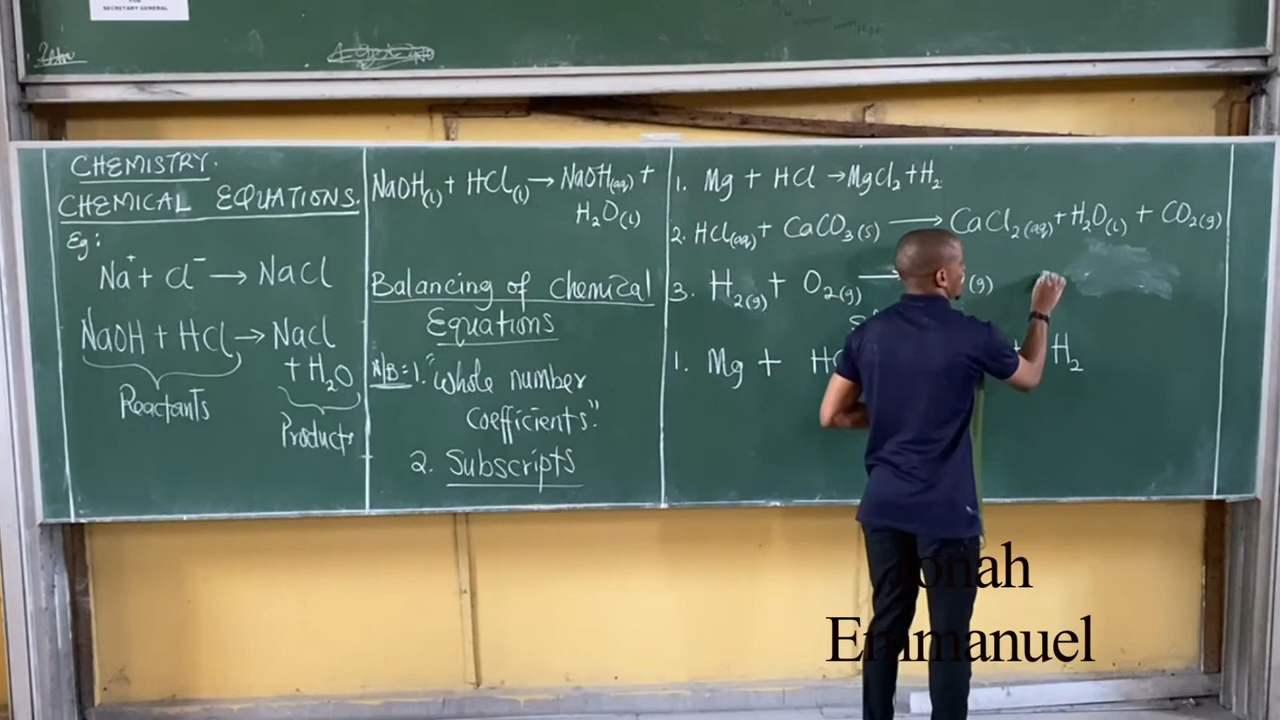 SECRETARY GENERAL
CHEMISTRY.
CHEMICAL EQUATIONS.
Eg:
Na⁺ + Cl⁻ → NaCl
NaOH + HCl → NaCl
+ H₂O
Reactants
Products
NaOH(l) + HCl(l) → NaOH(aq) +
H₂O(l)
Balancing of chemical
Equations
N/B:- 1. "Whole number
coefficients".
2. Subscripts
1. Mg + HCl → MgCl₂ + H₂
2. HCl(aq) + CaCO₃(s) → CaCl₂(aq) + H₂O(l) + CO₂(g)
3. H₂(g) + O₂(g) → (g)
1. Mg + H + H₂
Jonah
Emmanuel